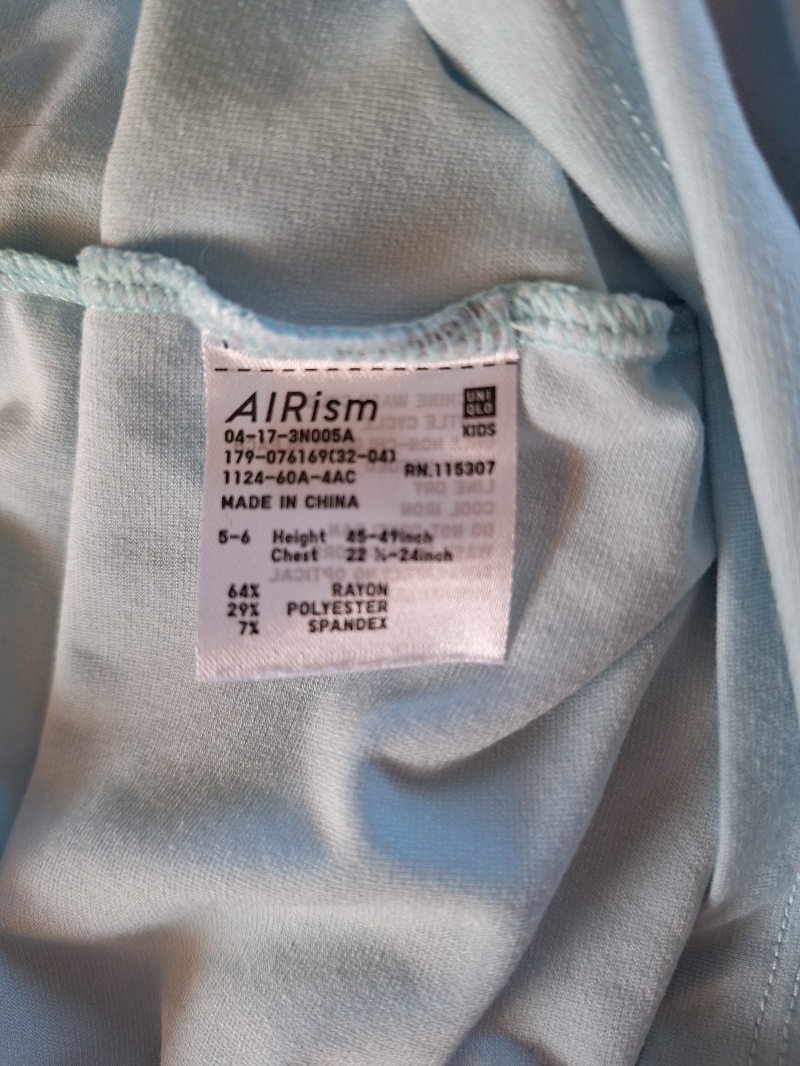 AIRism
UNI
QLO
KIDS
04-17-3N005A
179-076169(32-04)
1124-60A-4AC RN.115307
MADE IN CHINA
5-6 Height 45-49inch
Chest 22 ½-24inch
64% RAYON
29% POLYESTER
7% SPANDEX